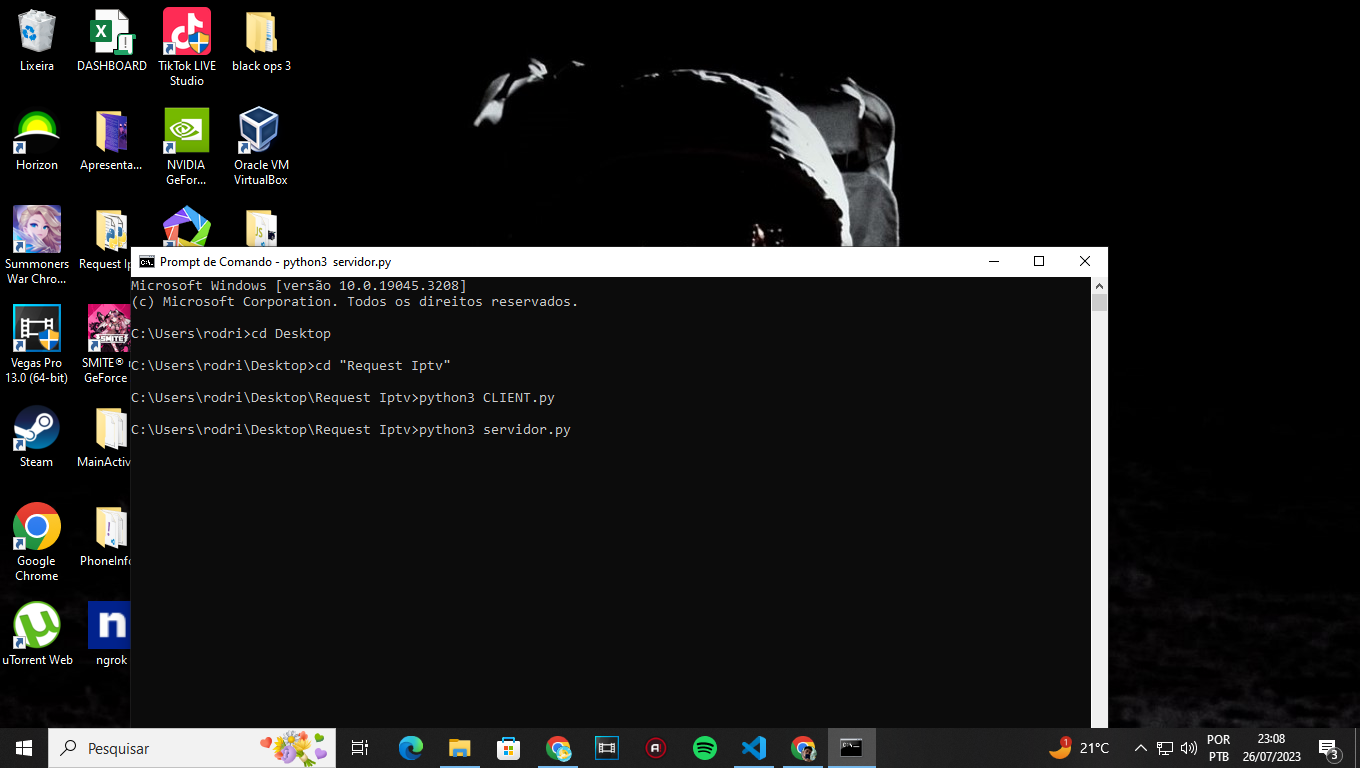 Lixeira
DASHBOARD
TikTok LIVE
Studio
black ops 3
Horizon
Apresenta...
NVIDIA
GeFor...
Oracle VM
VirtualBox
Summoners
War Chro...
Request Ip
Vegas Pro
13.0 (64-bit)
SMITE
SMITE®
GeForce
Steam
MainActiv
Google
Chrome
PhoneInfo
uTorrent Web
n
ngrok
C:\. Prompt de Comando - python3 servidor.py
Microsoft Windows [versão 10.0.19045.3208]
(c) Microsoft Corporation. Todos os direitos reservados.
C:\Users\rodri>cd Desktop
C:\Users\rodri\Desktop>cd "Request Iptv"
C:\Users\rodri\Desktop\Request Iptv>python3 CLIENT.py
C:\Users\rodri\Desktop\Request Iptv>python3 servidor.py
Pesquisar
1
21°C
POR
PTB
23:08
26/07/2023
3